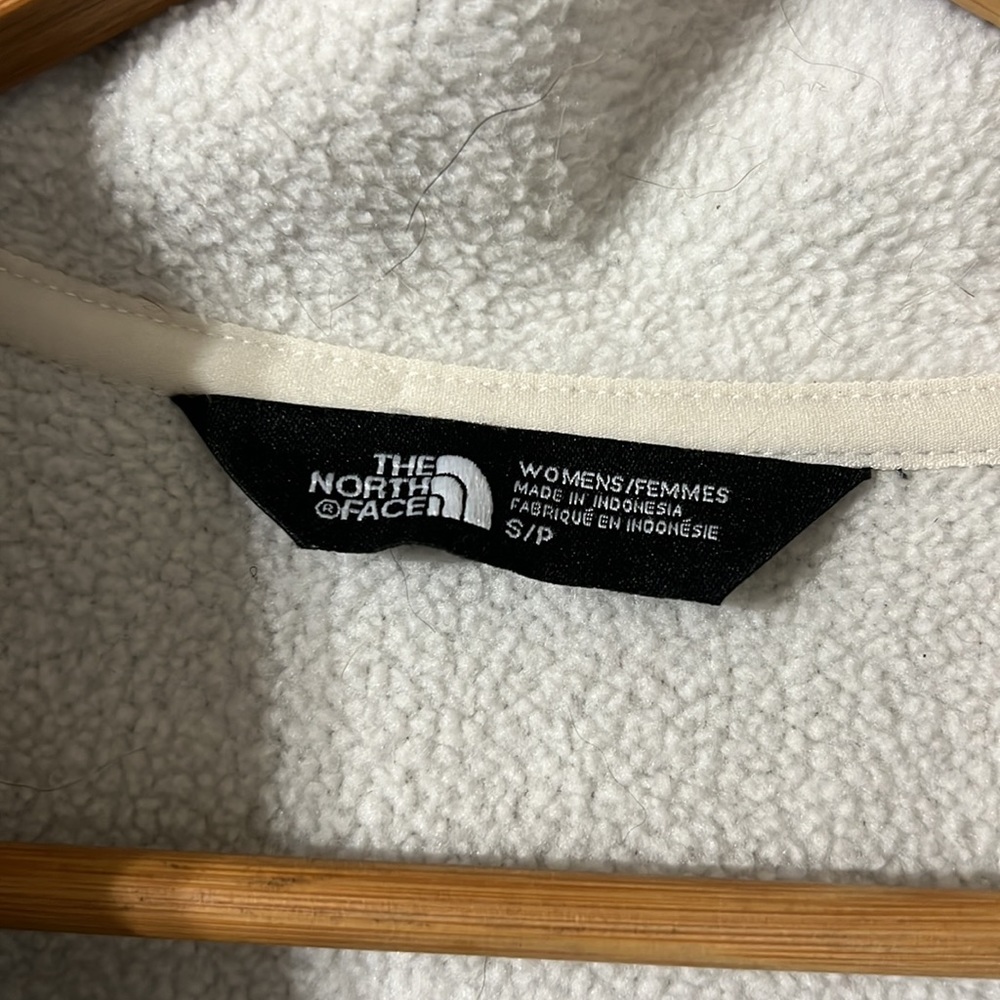 THE
NORTH
®FACE
WOMENS/FEMMES
MADE IN INDONESIA
FABRIQUÉ EN INDONÉSIE
S/P